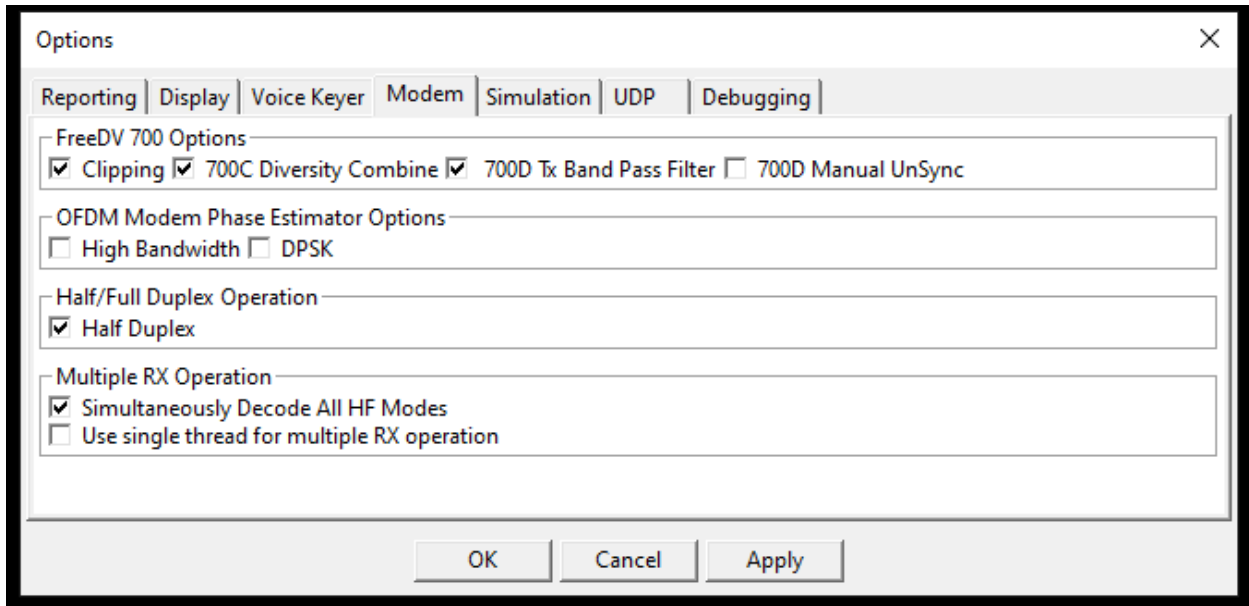 Options
Reporting Display Voice Keyer Modem Simulation UDP Debugging
FreeDV 700 Options
Clipping 700C Diversity Combine 700D Tx Band Pass Filter 700D Manual UnSync
OFDM Modem Phase Estimator Options
High Bandwidth DPSK
Half/Full Duplex Operation
Half Duplex
Multiple RX Operation
Simultaneously Decode All HF Modes
Use single thread for multiple RX operation
OK Cancel Apply